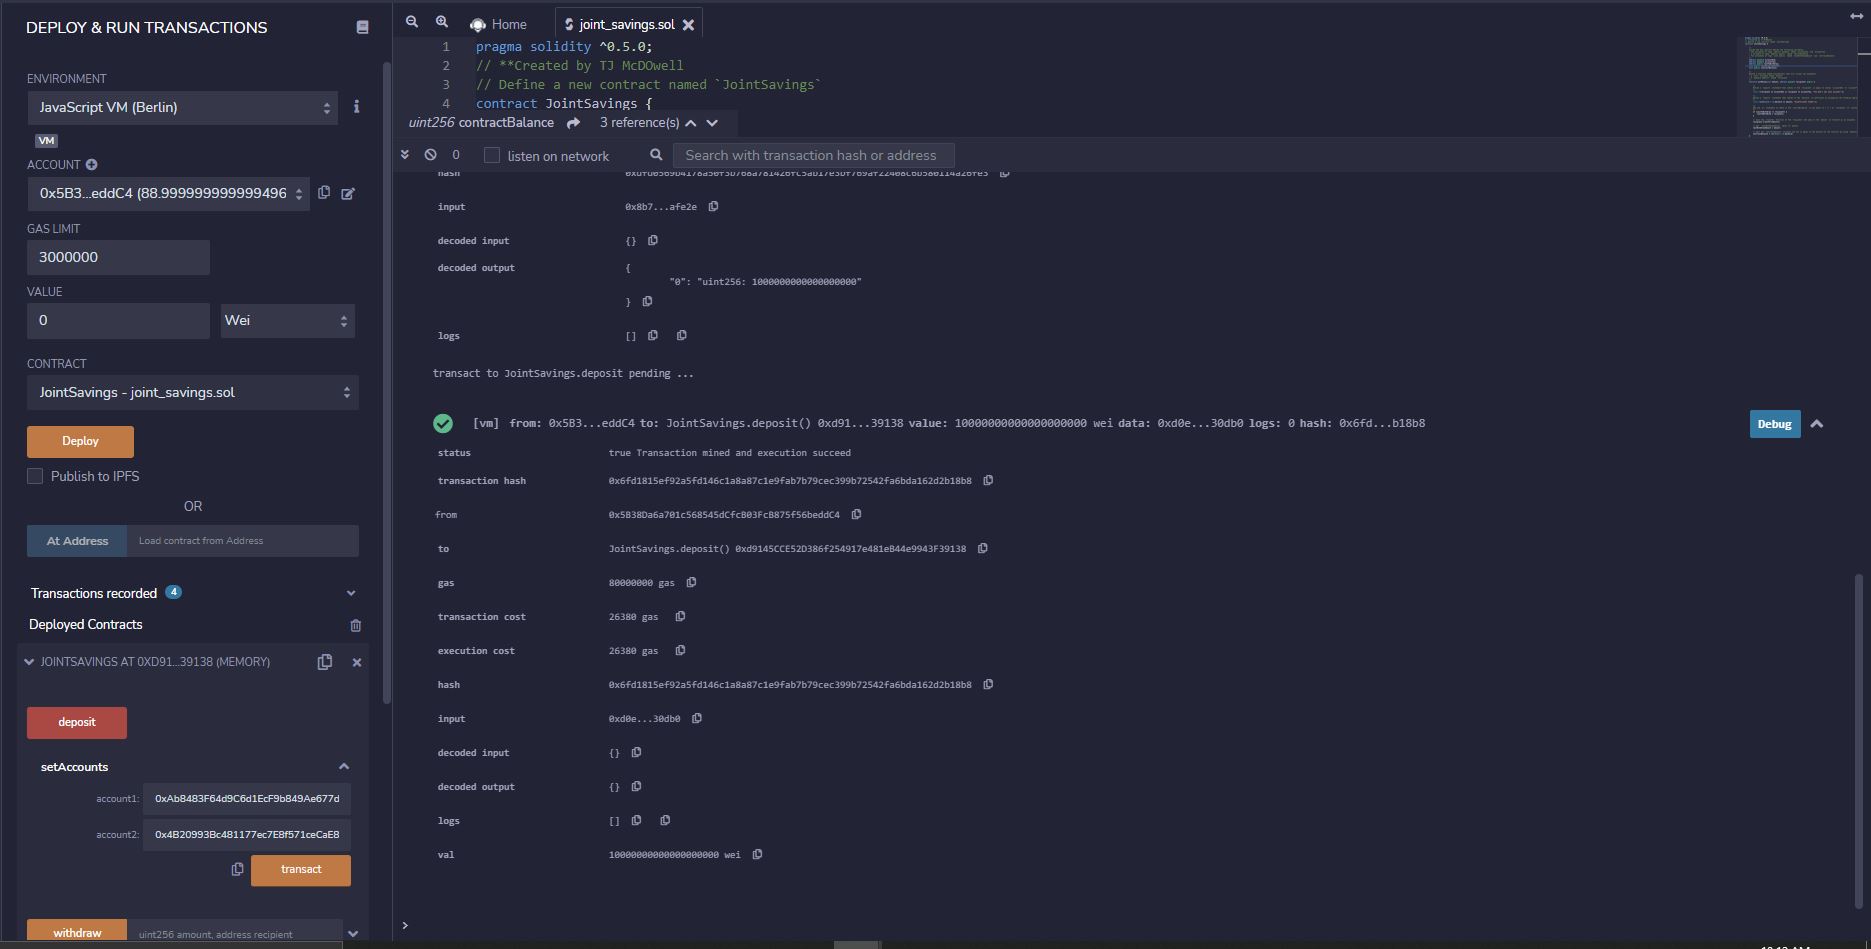 DEPLOY & RUN TRANSACTIONS
ENVIRONMENT
JavaScript VM (Berlin)
VM
ACCOUNT
0x5B3...eddC4 (88.999999999999496
GAS LIMIT
3000000
VALUE
0
Wei
CONTRACT
JointSavings - joint_savings.sol
Deploy
Publish to IPFS
OR
At Address
Load contract from Address
Transactions recorded 4
Deployed Contracts
JOINTSAVINGS AT 0XD91...39138 (MEMORY)
deposit
setAccounts
account1: 0xAb8483F64d9C6d1EcF9b849Ae677d
account2: 0x4B20993Bc481177ec7E8f571ceCaE8
transact
withdraw
uint256 amount, address recipient
Home
joint_savings.sol
1 pragma solidity ^0.5.0;
2 // **Created by TJ McDOwell
3 // Define a new contract named `JointSavings`
4 contract JointSavings {
uint256 contractBalance 3 reference(s)
0 listen on network Search with transaction hash or address
hash
input 0x8b7...afe2e
decoded input {}
decoded output {
"0": "uint256: 1000000000000000000"
}
logs []
transact to JointSavings.deposit pending ...
[vm] from: 0x5B3...eddC4 to: JointSavings.deposit() 0xd91...39138 value: 10000000000000000000 wei data: 0xd0e...30db0 logs: 0 hash: 0x6fd...b18b8
Debug
status true Transaction mined and execution succeed
transaction hash 0x6fd1815ef92a5fd146c1a8a87c1e9fab7b79cec399b72542fa6bda162d2b18b8
from 0x5B38Da6a701c568545dCfcB03FcB875f56beddC4
to JointSavings.deposit() 0xd9145CCE52D386f254917e481eB44e9943F39138
gas 80000000 gas
transaction cost 26380 gas
execution cost 26380 gas
hash 0x6fd1815ef92a5fd146c1a8a87c1e9fab7b79cec399b72542fa6bda162d2b18b8
input 0xd0e...30db0
decoded input {}
decoded output {}
logs []
val 10000000000000000000 wei
>